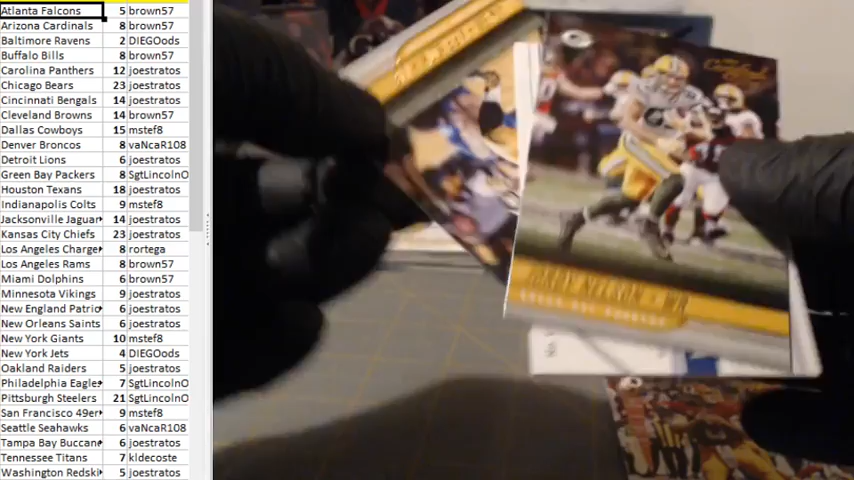 Atlanta Falcons 5 brown57
Arizona Cardinals 8 brown57
Baltimore Ravens 2 DIEGOods
Buffalo Bills 8 brown57
Carolina Panthers 12 joestratos
Chicago Bears 23 joestratos
Cincinnati Bengals 14 joestratos
Cleveland Browns 14 brown57
Dallas Cowboys 15 mstef8
Denver Broncos 8 vaNcaR108
Detroit Lions 6 joestratos
Green Bay Packers 8 SgtLincolnO
Houston Texans 18 joestratos
Indianapolis Colts 9 mstef8
Jacksonville Jaguar 14 joestratos
Kansas City Chiefs 23 joestratos
Los Angeles Charge 8 rortega
Los Angeles Rams 8 brown57
Miami Dolphins 6 brown57
Minnesota Vikings 9 joestratos
New England Patrio 6 joestratos
New Orleans Saints 6 joestratos
New York Giants 10 mstef8
New York Jets 4 DIEGOods
Oakland Raiders 5 joestratos
Philadelphia Eagle 7 SgtLincolnO
Pittsburgh Steelers 21 SgtLincolnO
San Francisco 49er 9 mstef8
Seattle Seahawks 6 vaNcaR108
Tampa Bay Buccane 6 joestratos
Tennessee Titans 7 kldecoste
Washington Redski 5 joestratos